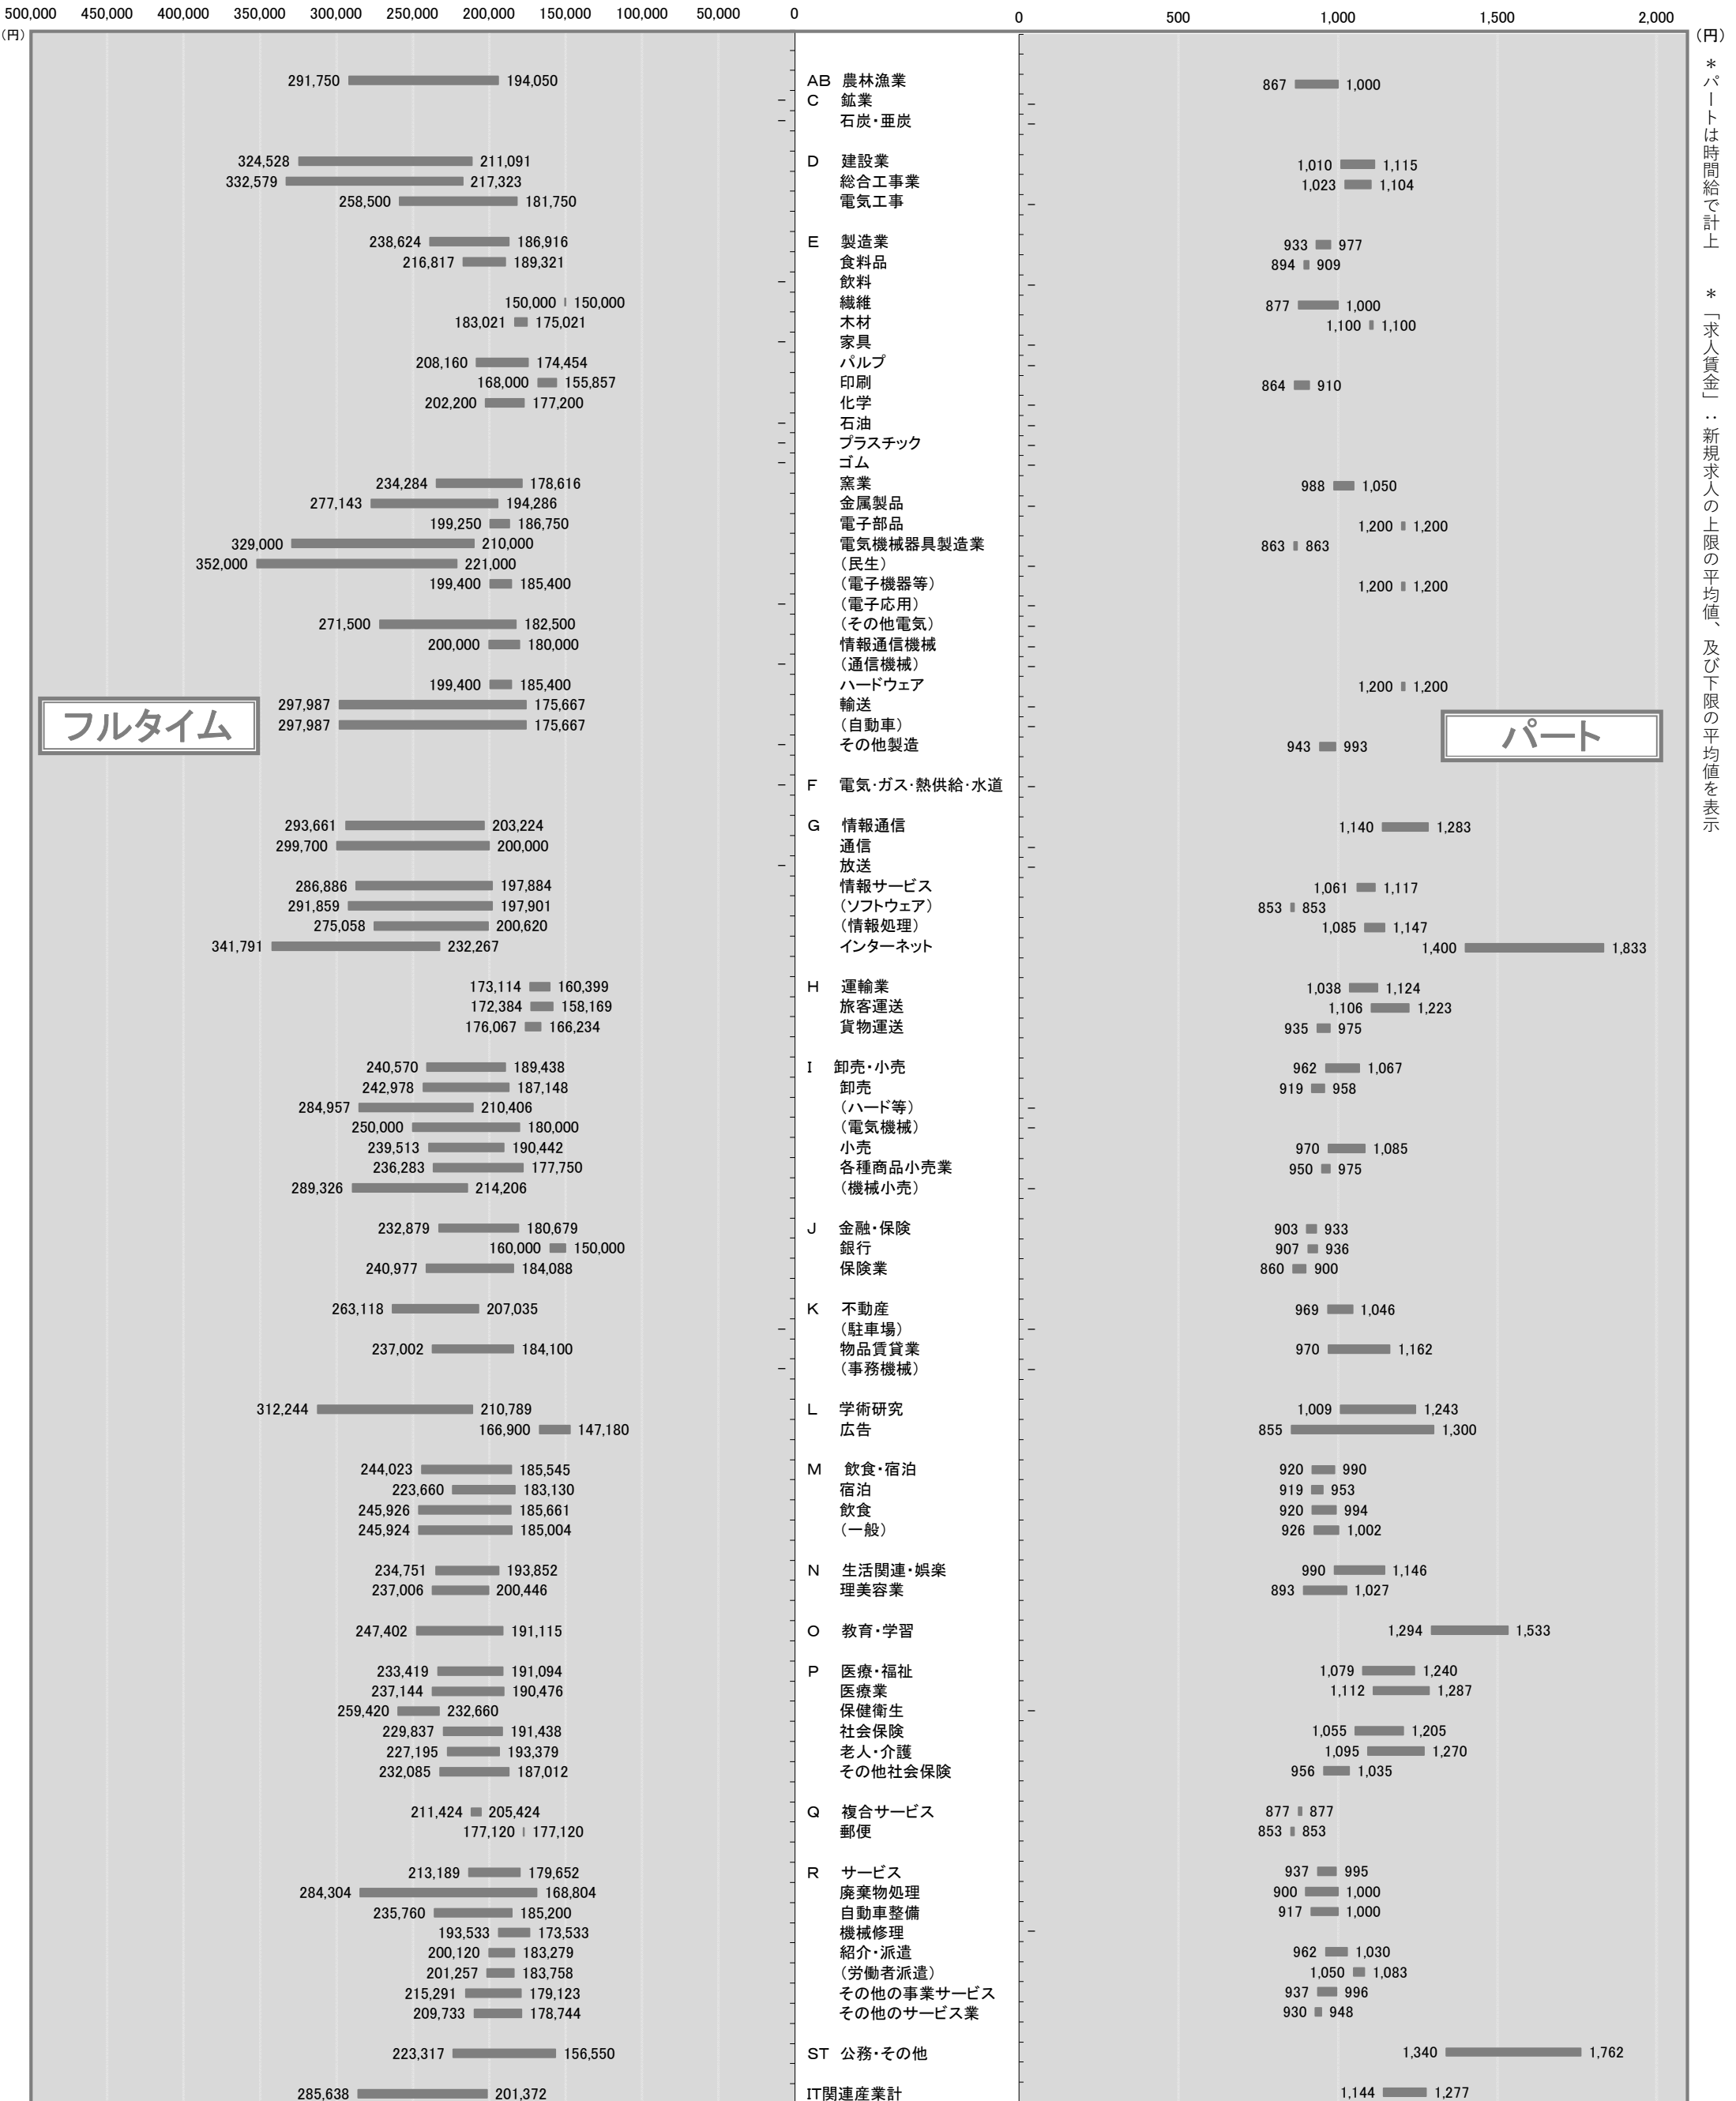 500,000 450,000 400,000 350,000 300,000 250,000 200,000 150,000 100,000 50,000 0 0 500 1,000 1,500 2,000
(円) (円)
291,750 194,050 AB 農林漁業 867 1,000
- C 鉱業 -
- 石炭・亜炭 -
324,528 211,091 D 建設業 1,010 1,115
332,579 217,323 総合工事業 1,023 1,104
258,500 181,750 電気工事 -
238,624 186,916 E 製造業 933 977
216,817 189,321 食料品 894 909
- 飲料 -
150,000 150,000 繊維 877 1,000
183,021 175,021 木材 1,100 1,100
- 家具 -
208,160 174,454 パルプ -
168,000 155,857 印刷 864 910
202,200 177,200 化学 -
- 石油 -
- プラスチック -
- ゴム -
234,284 178,616 窯業 988 1,050
277,143 194,286 金属製品 -
199,250 186,750 電子部品 1,200 1,200
329,000 210,000 電気機械器具製造業 863 863
352,000 221,000 (民生) -
199,400 185,400 (電子機器等) 1,200 1,200
- (電子応用) -
271,500 182,500 (その他電気) -
200,000 180,000 情報通信機械 -
- (通信機械) -
199,400 185,400 ハードウェア 1,200 1,200
297,987 175,667 輸送 -
297,987 175,667 (自動車) -
- その他製造 943 993
フルタイム
パート
- F 電気・ガス・熱供給・水道 -
293,661 203,224 G 情報通信 1,140 1,283
299,700 200,000 通信 -
- 放送 -
286,886 197,884 情報サービス 1,061 1,117
291,859 197,901 (ソフトウェア) 853 853
275,058 200,620 (情報処理) 1,085 1,147
341,791 232,267 インターネット 1,400 1,833
173,114 160,399 H 運輸業 1,038 1,124
172,384 158,169 旅客運送 1,106 1,223
176,067 166,234 貨物運送 935 975
240,570 189,438 I 卸売・小売 962 1,067
242,978 187,148 卸売 919 958
284,957 210,406 (ハード等) -
250,000 180,000 (電気機械) -
239,513 190,442 小売 970 1,085
236,283 177,750 各種商品小売業 950 975
289,326 214,206 (機械小売) -
232,879 180,679 J 金融・保険 903 933
160,000 150,000 銀行 907 936
240,977 184,088 保険業 860 900
263,118 207,035 K 不動産 969 1,046
- (駐車場) -
237,002 184,100 物品賃貸業 970 1,162
- (事務機械) -
312,244 210,789 L 学術研究 1,009 1,243
166,900 147,180 広告 855 1,300
244,023 185,545 M 飲食・宿泊 920 990
223,660 183,130 宿泊 919 953
245,926 185,661 飲食 920 994
245,924 185,004 (一般) 926 1,002
234,751 193,852 N 生活関連・娯楽 990 1,146
237,006 200,446 理美容業 893 1,027
247,402 191,115 O 教育・学習 1,294 1,533
233,419 191,094 P 医療・福祉 1,079 1,240
237,144 190,476 医療業 1,112 1,287
259,420 232,660 保健衛生 -
229,837 191,438 社会保険 1,055 1,205
227,195 193,379 老人・介護 1,095 1,270
232,085 187,012 その他社会保険 956 1,035
211,424 205,424 Q 複合サービス 877 877
177,120 177,120 郵便 853 853
213,189 179,652 R サービス 937 995
284,304 168,804 廃棄物処理 900 1,000
235,760 185,200 自動車整備 917 1,000
193,533 173,533 機械修理 -
200,120 183,279 紹介・派遣 962 1,030
201,257 183,758 (労働者派遣) 1,050 1,083
215,291 179,123 その他の事業サービス 937 996
209,733 178,744 その他のサービス業 930 948
223,317 156,550 ST 公務・その他 1,340 1,762
285,638 201,372 IT関連産業計 1,144 1,277
＊パートは時間給で計上　＊「求人賃金」：新規求人の上限の平均値、及び下限の平均値を表示